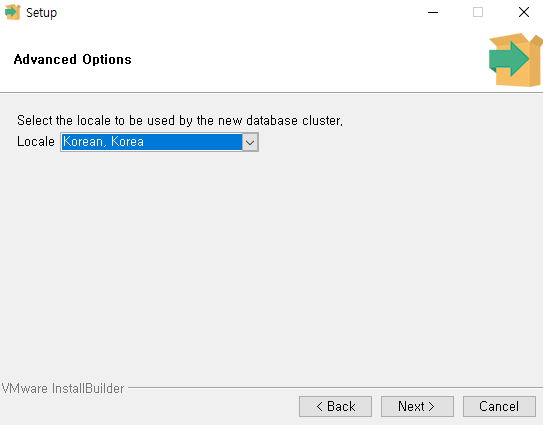 Setup
Advanced Options
Select the locale to be used by the new database cluster.
Locale Korean, Korea
VMware InstallBuilder
< Back Next > Cancel